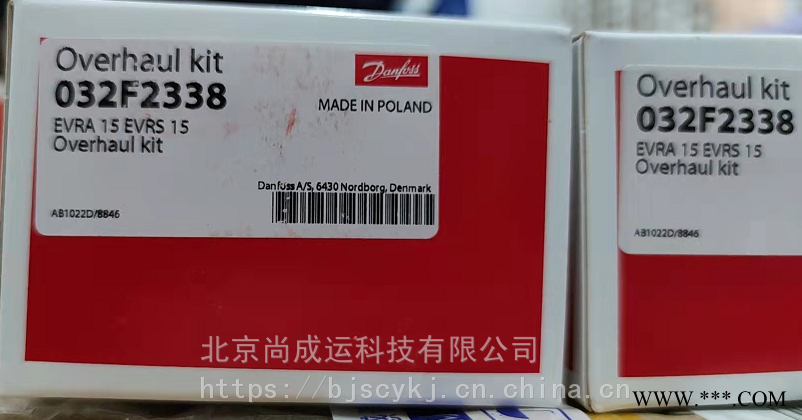 Overhaul kit
032F2338
EVRA 15 EVRS 15
Overhaul kit
Danfoss
MADE IN POLAND
Danfoss A/S, 6430 Nordborg, Denmark
AB1022D/8846
Overhaul kit
032F2338
EVRA 15 EVRS 15
Overhaul kit
AB1022D/8846
北京尚成运科技有限公司
https://bjscykj.cn.china.cn
WWW.***.COM